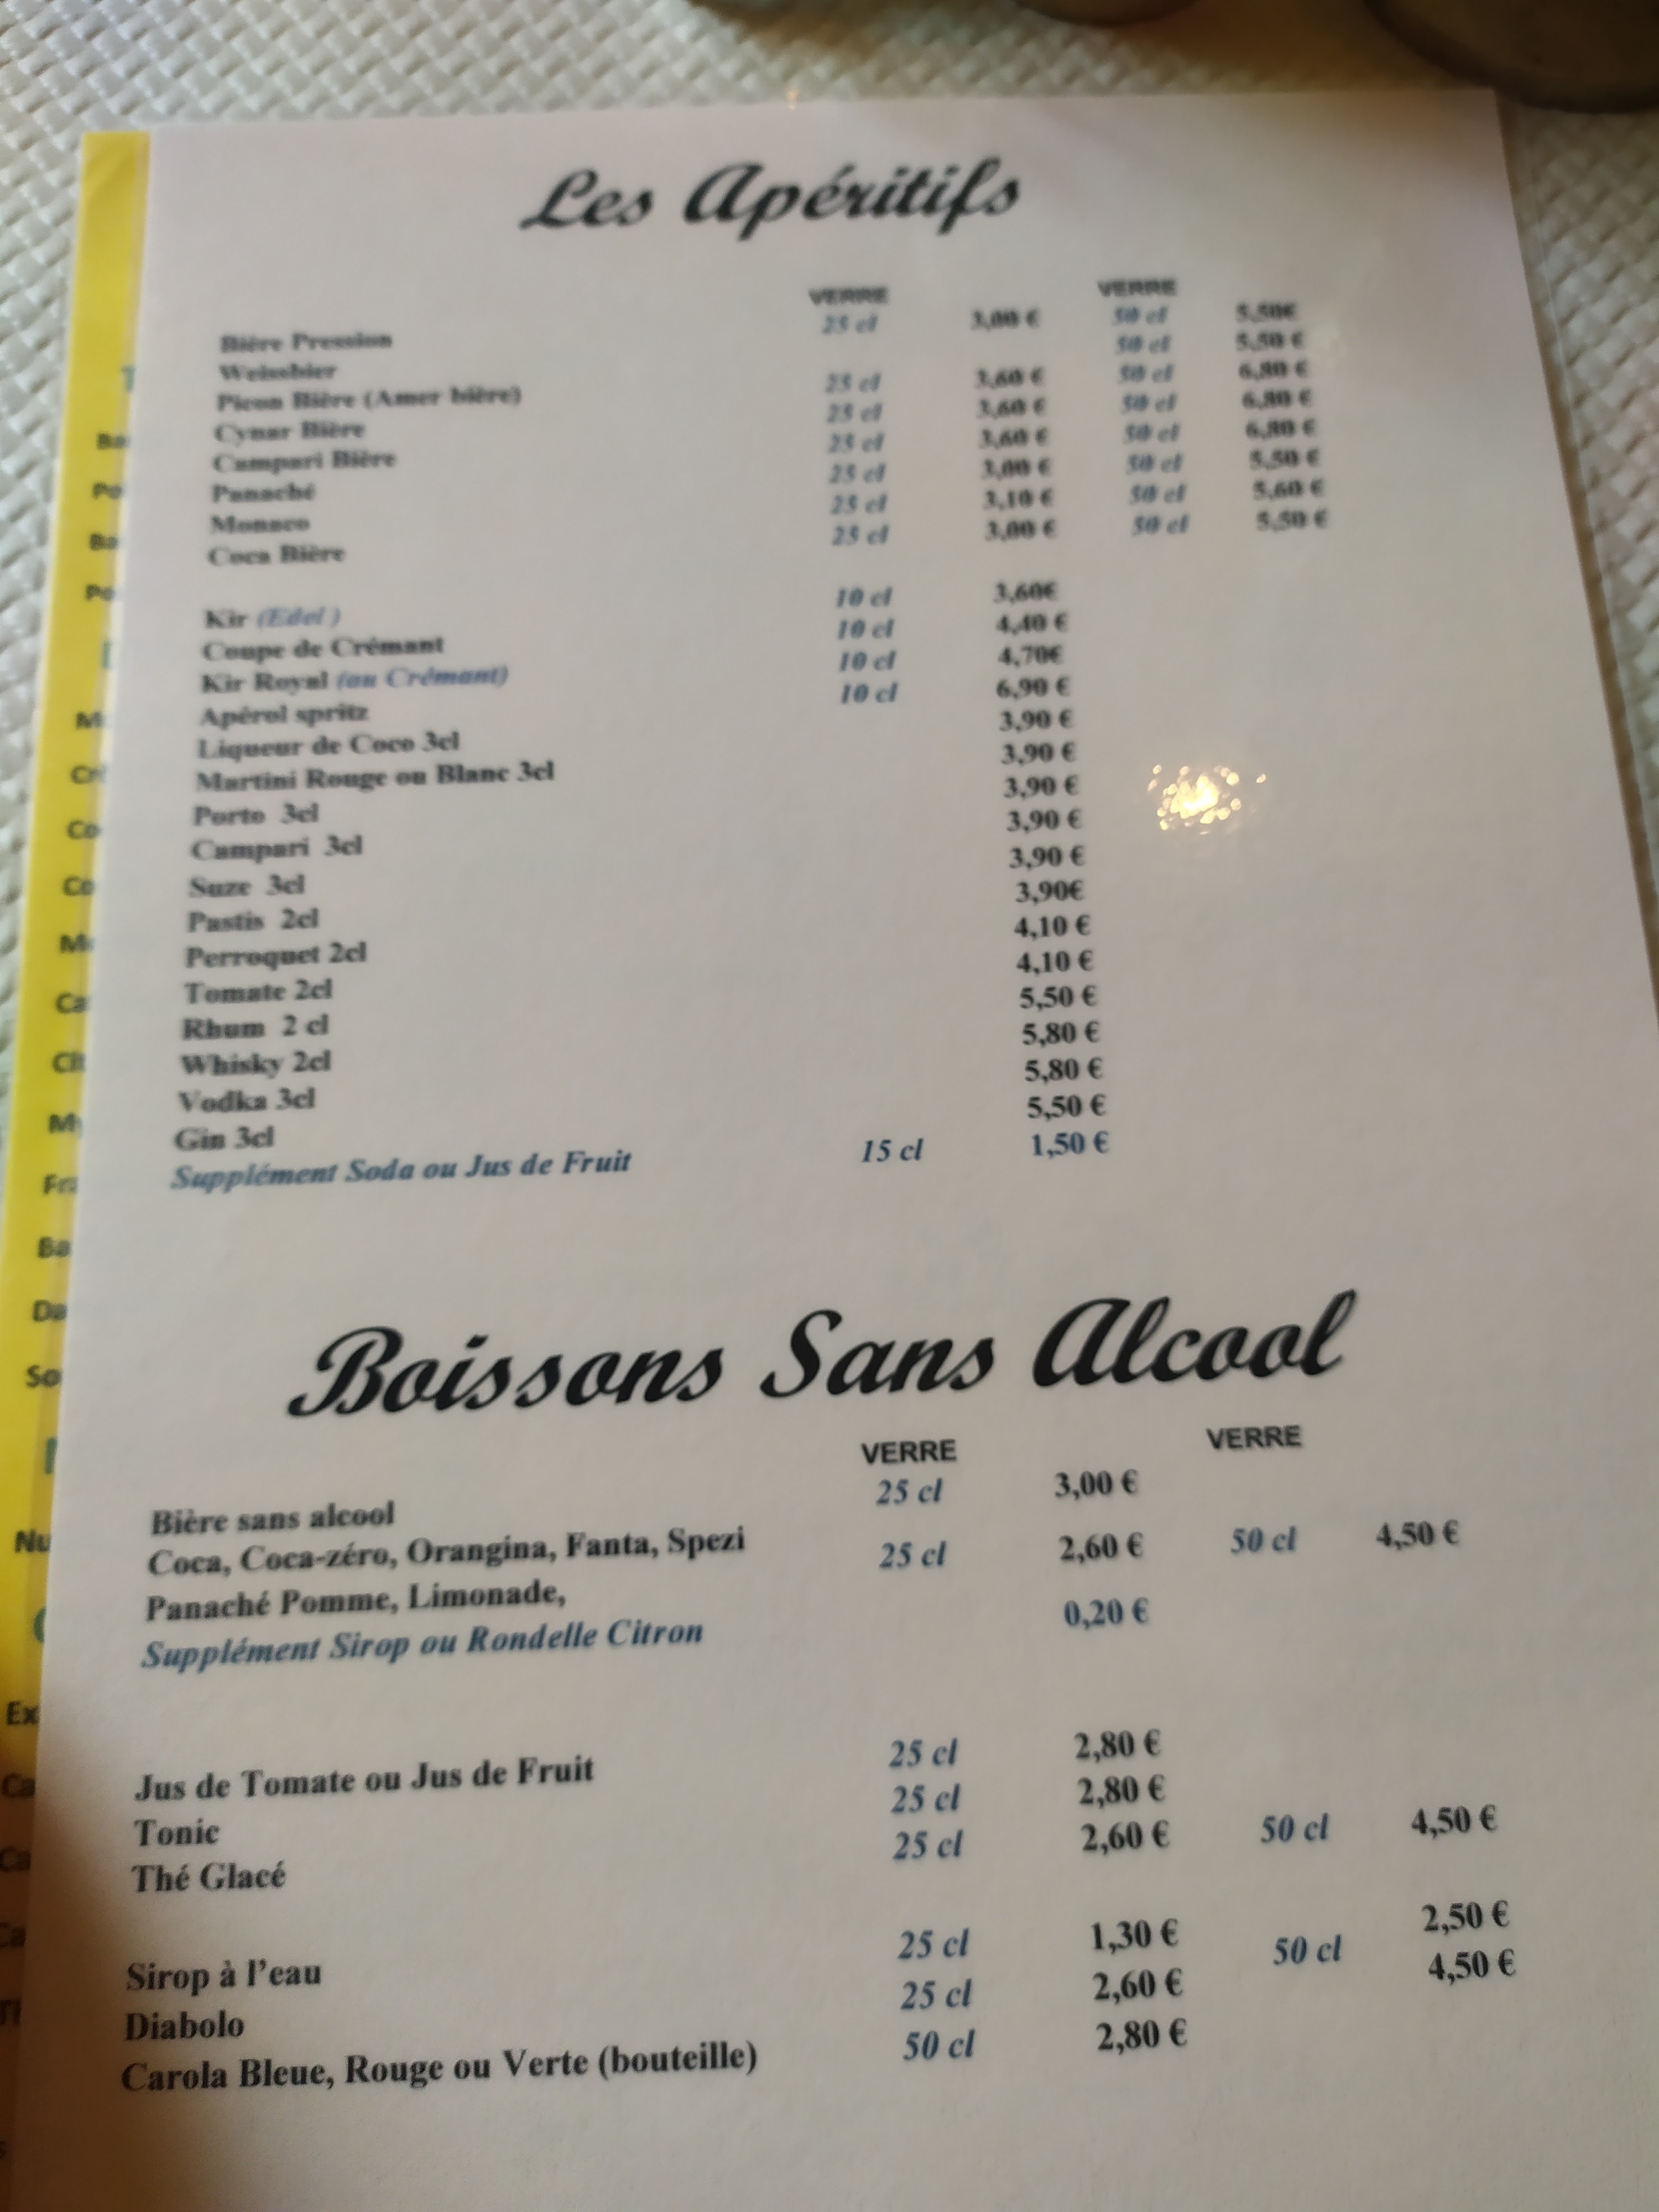 Les Apéritifs
VERRE VERRE
Bière Pression 25 cl 3,00 € 50 cl 5,50€
Weissbier 50 cl 5,50 €
Picon Bière (Amer bière) 25 cl 3,60 € 50 cl 6,80 €
Cynar Bière 25 cl 3,60 € 50 cl 6,80 €
Campari Bière 25 cl 3,60 € 50 cl 6,80 €
Panaché 25 cl 3,00 € 50 cl 5,50 €
Monaco 25 cl 3,10 € 50 cl 5,60 €
Coca Bière 25 cl 3,00 € 50 cl 5,50 €
Kir (Edel ) 10 cl 3,60€
Coupe de Crémant 10 cl 4,40 €
Kir Royal (au Crémant) 10 cl 4,70€
Apérol spritz 10 cl 6,90 €
Liqueur de Coco 3cl 3,90 €
Martini Rouge ou Blanc 3cl 3,90 €
Porto 3cl 3,90 €
Campari 3cl 3,90 €
Suze 3cl 3,90 €
Pastis 2cl 3,90€
Perroquet 2cl 4,10 €
Tomate 2cl 4,10 €
Rhum 2 cl 5,50 €
Whisky 2cl 5,80 €
Vodka 3cl 5,80 €
Gin 3cl 5,50 €
Supplément Soda ou Jus de Fruit 15 cl 1,50 €
Boissons Sans Alcool
VERRE VERRE
Bière sans alcool 25 cl 3,00 €
Coca, Coca-zéro, Orangina, Fanta, Spezi 25 cl 2,60 € 50 cl 4,50 €
Panaché Pomme, Limonade,
Supplément Sirop ou Rondelle Citron 0,20 €
Jus de Tomate ou Jus de Fruit 25 cl 2,80 €
Tonic 25 cl 2,80 €
Thé Glacé 25 cl 2,60 € 50 cl 4,50 €
Sirop à l'eau 25 cl 1,30 € 2,50 €
Diabolo 25 cl 2,60 € 50 cl 4,50 €
Carola Bleue, Rouge ou Verte (bouteille) 50 cl 2,80 €